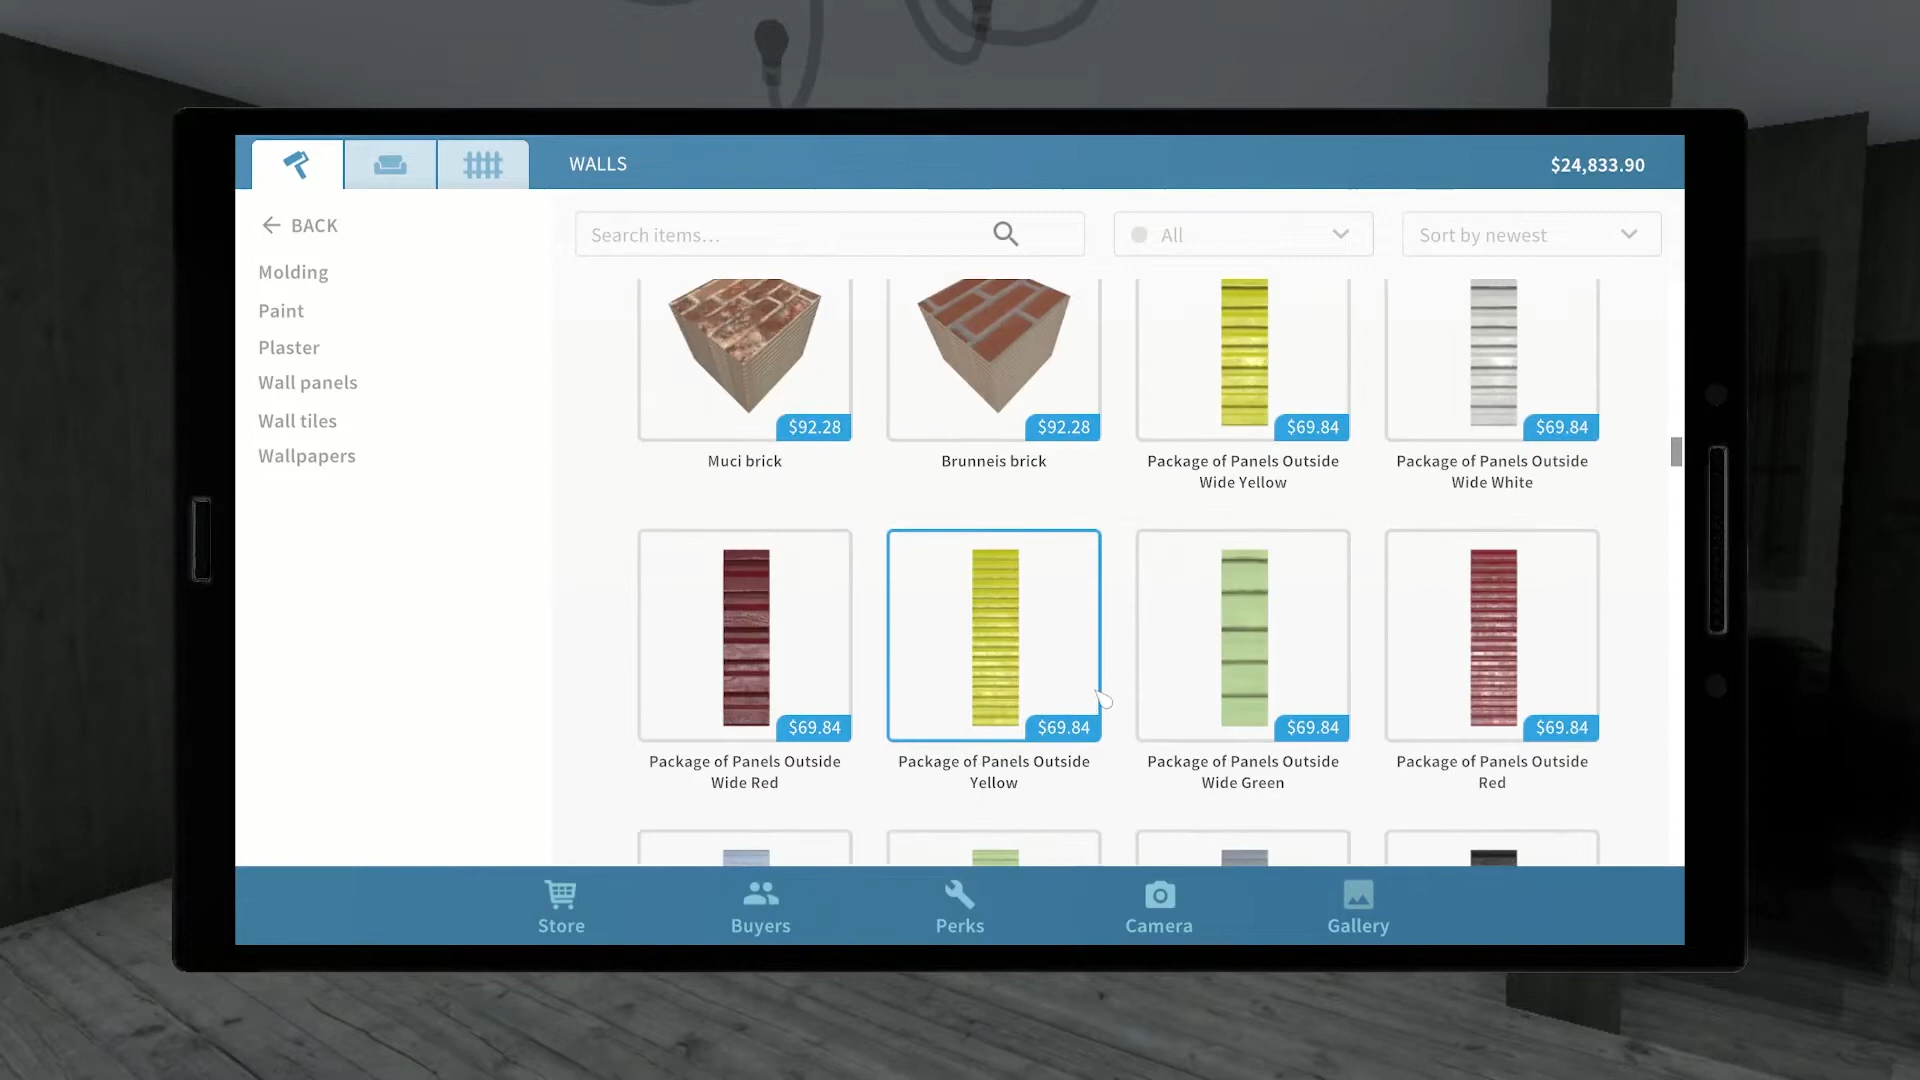 WALLS
$24,833.90
BACK
Molding
Paint
Plaster
Wall panels
Wall tiles
Wallpapers
Search items...
All
Sort by newest
$92.28
Muci brick
$92.28
Brunneis brick
$69.84
Package of Panels Outside
Wide Yellow
$69.84
Package of Panels Outside
Wide White
$69.84
Package of Panels Outside
Wide Red
$69.84
Package of Panels Outside
Yellow
$69.84
Package of Panels Outside
Wide Green
$69.84
Package of Panels Outside
Red
Store
Buyers
Perks
Camera
Gallery